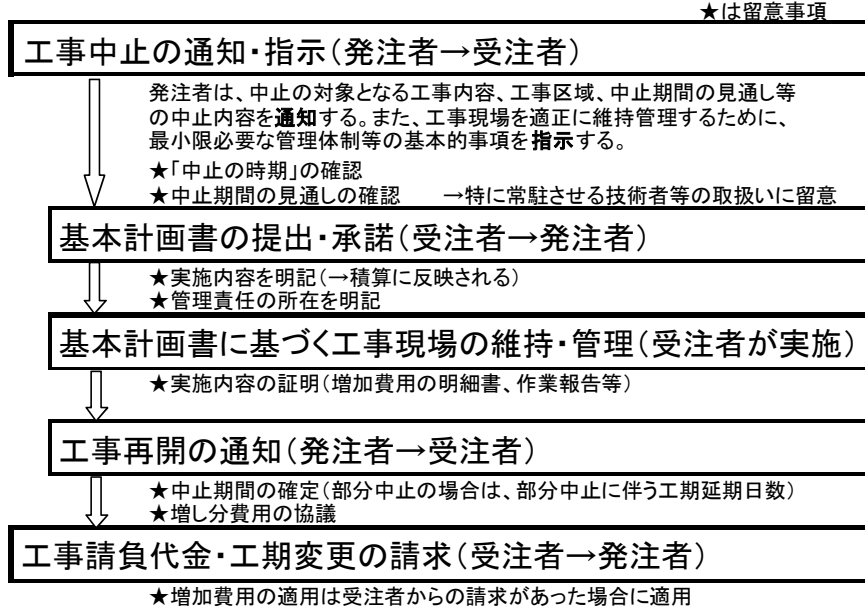 ★は留意事項
工事中止の通知・指示(発注者→受注者)
発注者は、中止の対象となる工事内容、工事区域、中止期間の見通し等
の中止内容を通知する。また、工事現場を適正に維持管理するために、
最小限必要な管理体制等の基本的事項を指示する。
★「中止の時期」の確認
★中止期間の見通しの確認 →特に常駐させる技術者等の取扱いに留意
基本計画書の提出・承諾(受注者→発注者)
★実施内容を明記(→積算に反映される)
★管理責任の所在を明記
基本計画書に基づく工事現場の維持・管理(受注者が実施)
★実施内容の証明(増加費用の明細書、作業報告等)
工事再開の通知(発注者→受注者)
★中止期間の確定(部分中止の場合は、部分中止に伴う工期延期日数)
★増し分費用の協議
工事請負代金・工期変更の請求(受注者→発注者)
★増加費用の適用は受注者からの請求があった場合に適用